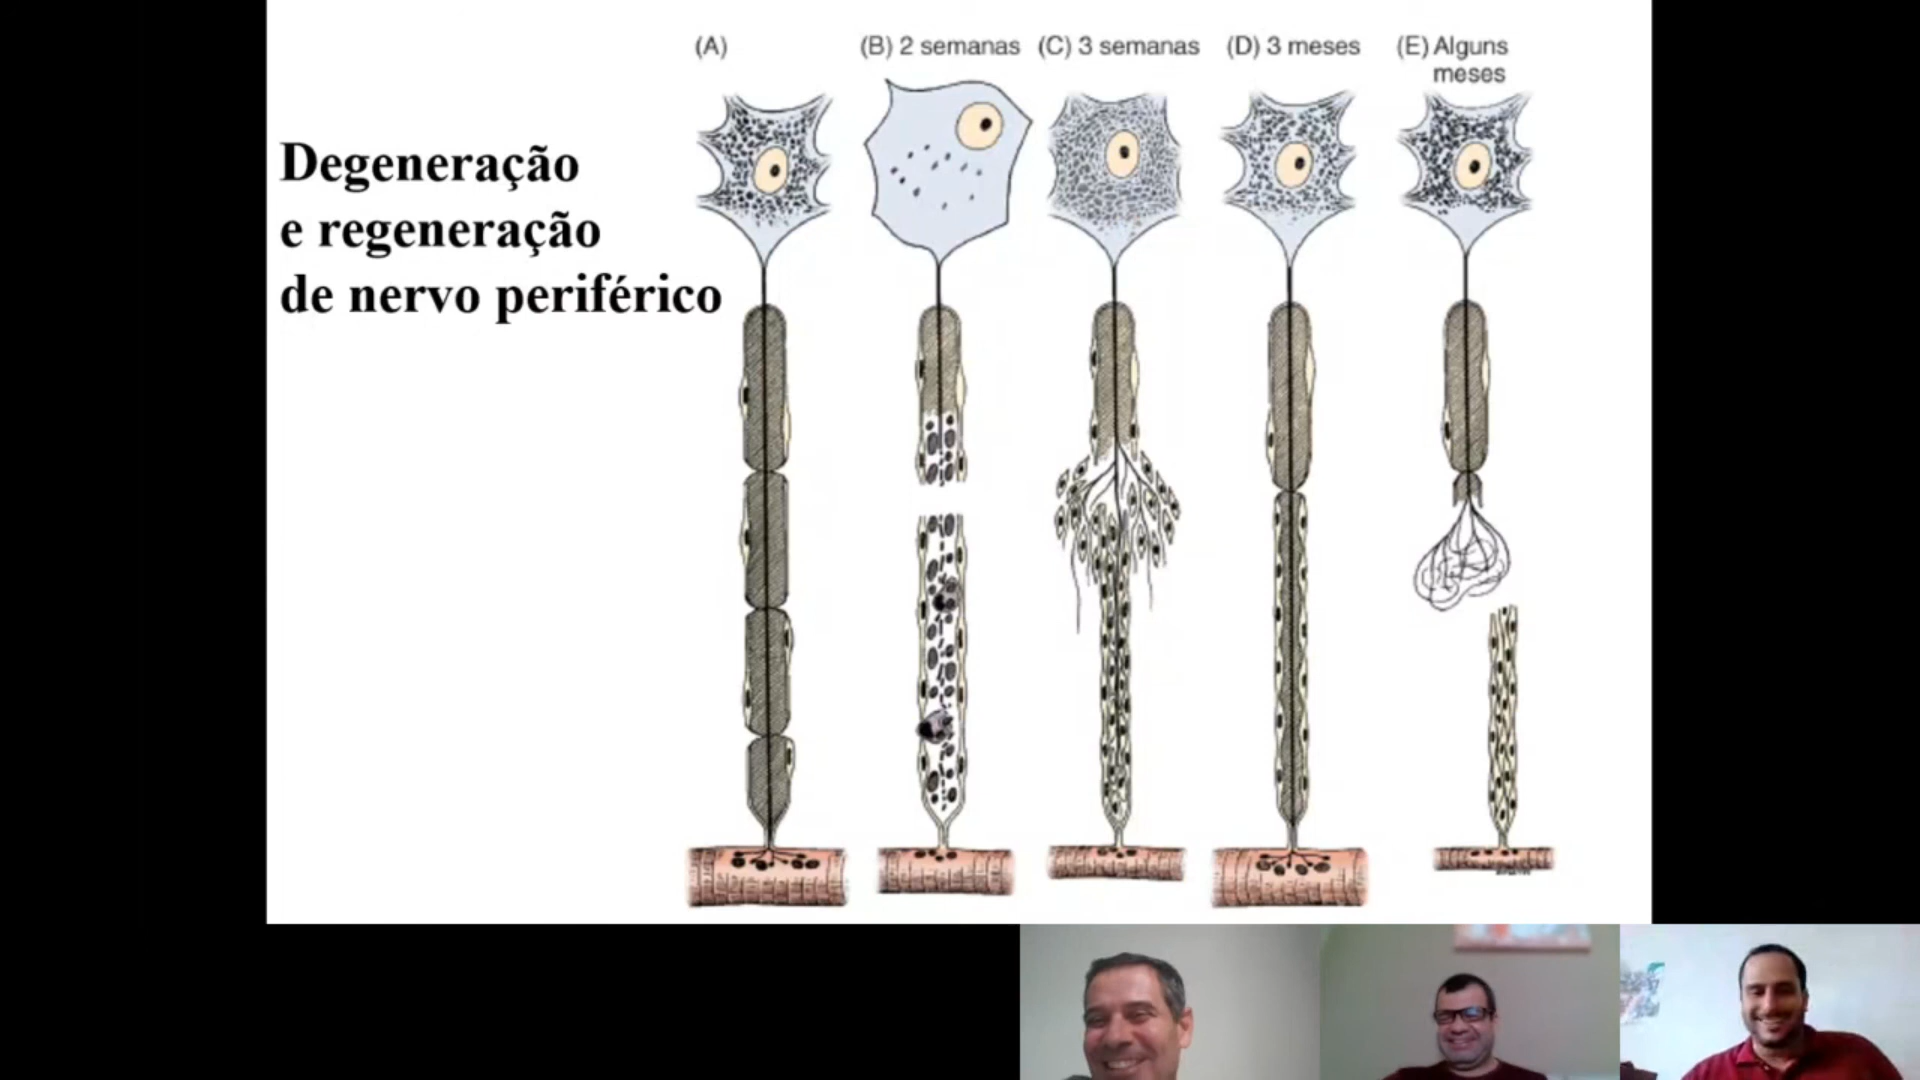 (A)
(B) 2 semanas
(C) 3 semanas
(D) 3 meses
(E) Alguns
meses
Degeneração
e regeneração
de nervo periférico